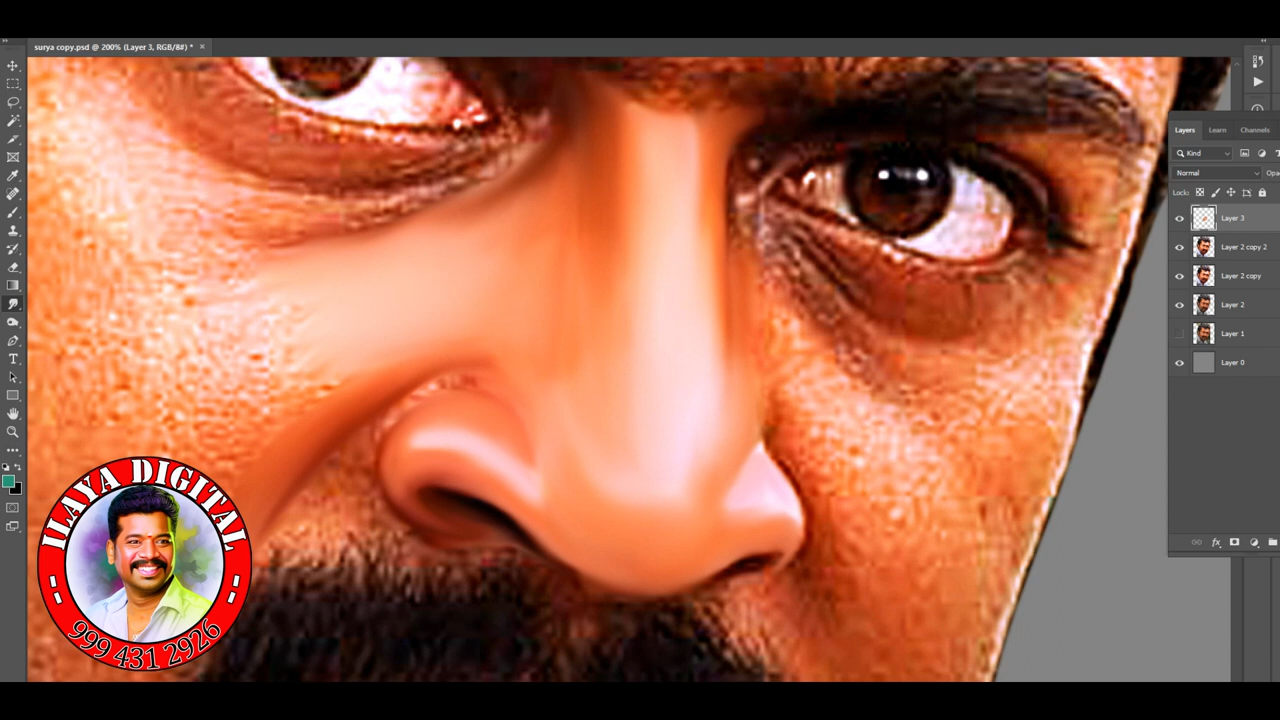 surya copy.psd @ 200% (Layer 3, RGB/8#) * ×
Layers Learn Channels
Kind
Normal
Lock:
Layer 3
Layer 2 copy 2
Layer 2 copy
Layer 2
Layer 1
Layer 0
fx
ILAYA DIGITAL
999 431 2926